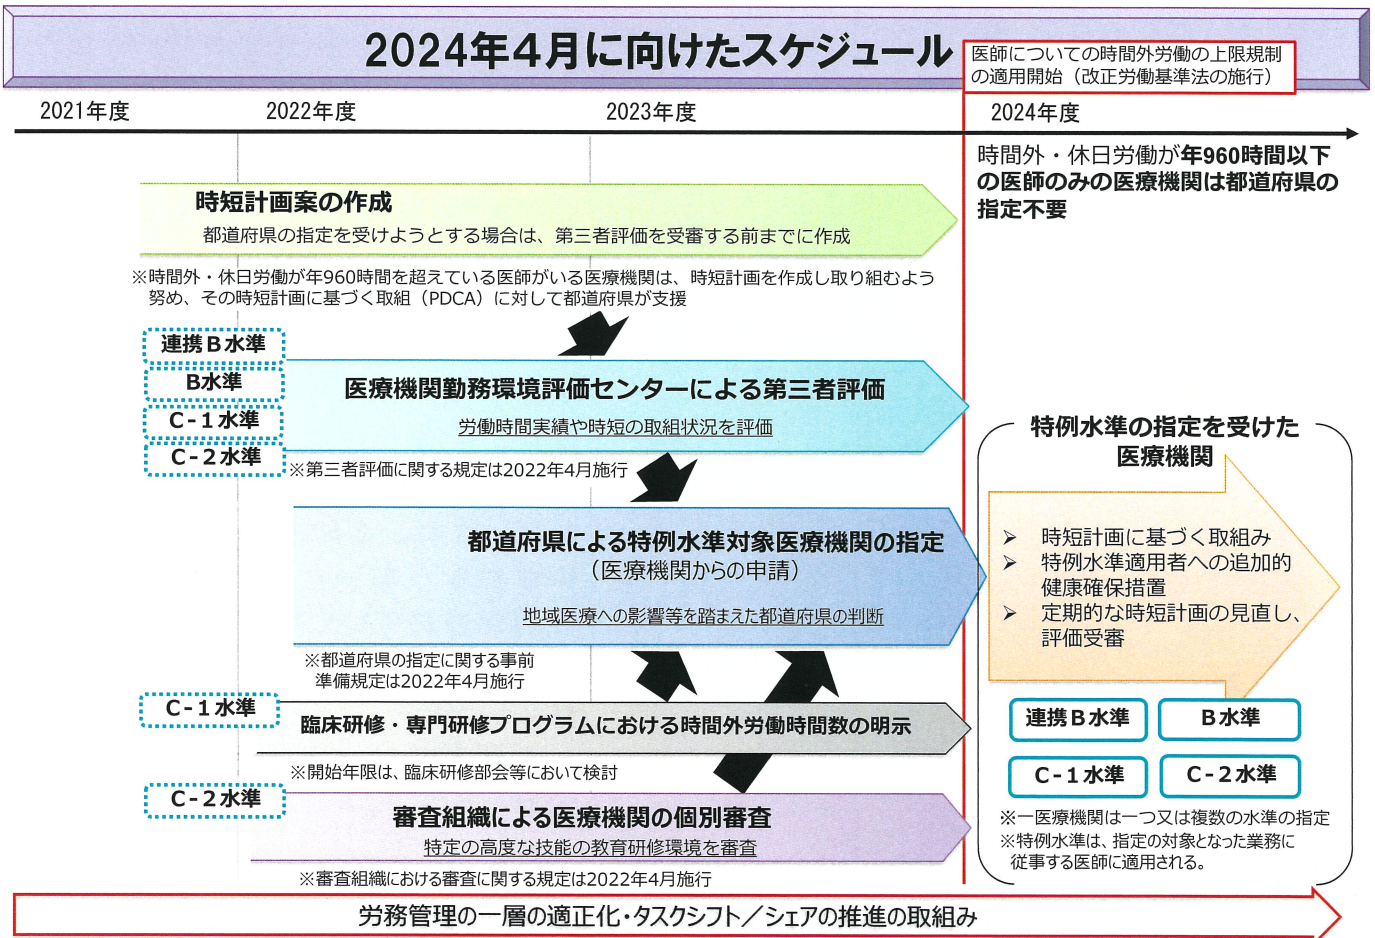 2024年4月に向けたスケジュール
医師についての時間外労働の上限規制
の適用開始（改正労働基準法の施行）
2021年度
2022年度
2023年度
2024年度
時間外・休日労働が年960時間以下
の医師のみの医療機関は都道府県の
指定不要
時短計画案の作成
都道府県の指定を受けようとする場合は、第三者評価を受審する前までに作成
※時間外・休日労働が年960時間を超えている医師がいる医療機関は、時短計画を作成し取り組むよう
努め、その時短計画に基づく取組（PDCA）に対して都道府県が支援
連携Ｂ水準
B水準
Ｃ-１水準
Ｃ-２水準
医療機関勤務環境評価センターによる第三者評価
労働時間実績や時短の取組状況を評価
※第三者評価に関する規定は2022年4月施行
都道府県による特例水準対象医療機関の指定
（医療機関からの申請）
地域医療への影響等を踏まえた都道府県の判断
※都道府県の指定に関する事前
準備規定は2022年4月施行
Ｃ-１水準
臨床研修・専門研修プログラムにおける時間外労働時間数の明示
※開始年限は、臨床研修部会等において検討
Ｃ-２水準
審査組織による医療機関の個別審査
特定の高度な技能の教育研修環境を審査
※審査組織における審査に関する規定は2022年4月施行
特例水準の指定を受けた
医療機関
➢ 時短計画に基づく取組み
➢ 特例水準適用者への追加的
健康確保措置
➢ 定期的な時短計画の見直し、
評価受審
連携Ｂ水準
Ｂ水準
Ｃ-１水準
Ｃ-２水準
※一医療機関は一つ又は複数の水準の指定
※特例水準は、指定の対象となった業務に
従事する医師に適用される。
労務管理の一層の適正化・タスクシフト／シェアの推進の取組み